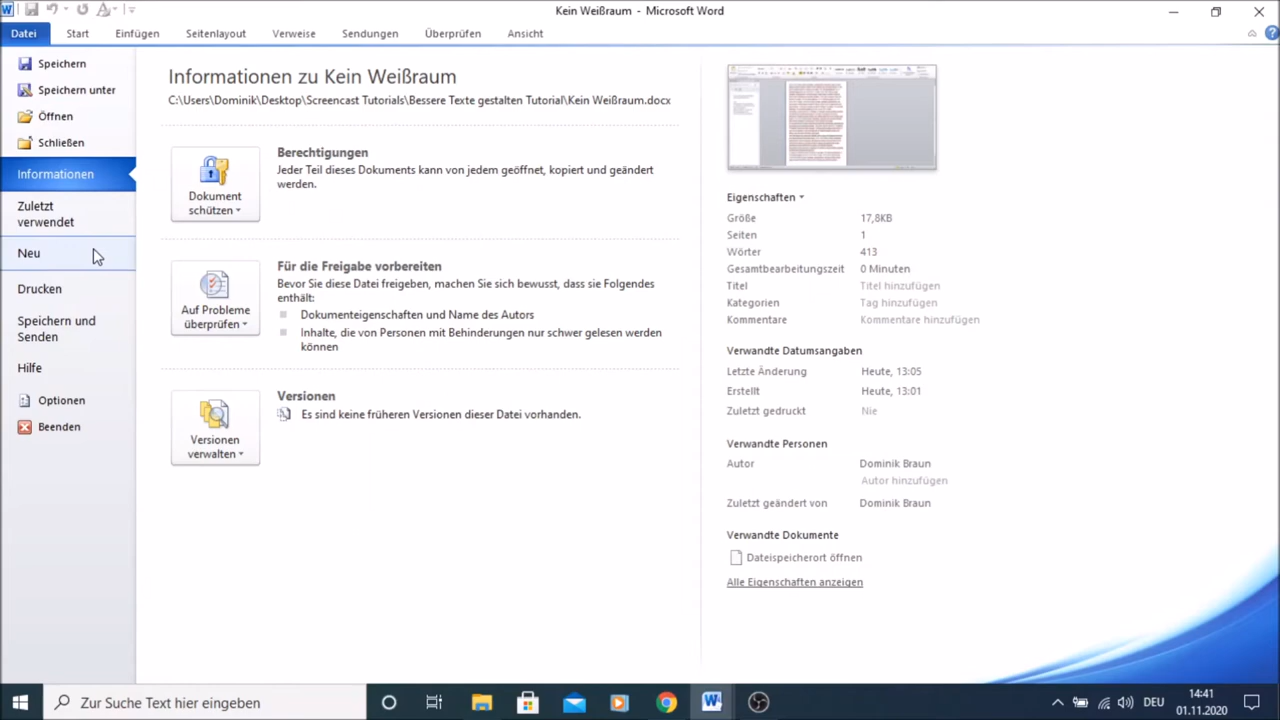 Kein Weißraum - Microsoft Word
Datei Start Einfügen Seitenlayout Verweise Sendungen Überprüfen Ansicht
Speichern
Speichern unter
Öffnen
Schließen
Informationen
Zuletzt
verwendet
Neu
Drucken
Speichern und
Senden
Hilfe
Optionen
Beenden
Informationen zu Kein Weißraum
C:\Users\Dominik\Desktop\Screencast Tutorials\Bessere Texte gestalten Tutorial\Kein Weißraum.docx
Dokument
schützen
Berechtigungen
Jeder Teil dieses Dokuments kann von jedem geöffnet, kopiert und geändert
werden.
Auf Probleme
überprüfen
Für die Freigabe vorbereiten
Bevor Sie diese Datei freigeben, machen Sie sich bewusst, dass sie Folgendes
enthält:
Dokumenteigenschaften und Name des Autors
Inhalte, die von Personen mit Behinderungen nur schwer gelesen werden
können
Versionen
verwalten
Versionen
Es sind keine früheren Versionen dieser Datei vorhanden.
Eigenschaften
Größe 17,8KB
Seiten 1
Wörter 413
Gesamtbearbeitungszeit 0 Minuten
Titel Titel hinzufügen
Kategorien Tag hinzufügen
Kommentare Kommentare hinzufügen
Verwandte Datumsangaben
Letzte Änderung Heute, 13:05
Erstellt Heute, 13:01
Zuletzt gedruckt Nie
Verwandte Personen
Autor Dominik Braun
Autor hinzufügen
Zuletzt geändert von Dominik Braun
Verwandte Dokumente
Dateispeicherort öffnen
Alle Eigenschaften anzeigen
Zur Suche Text hier eingeben
DEU
14:41
01.11.2020